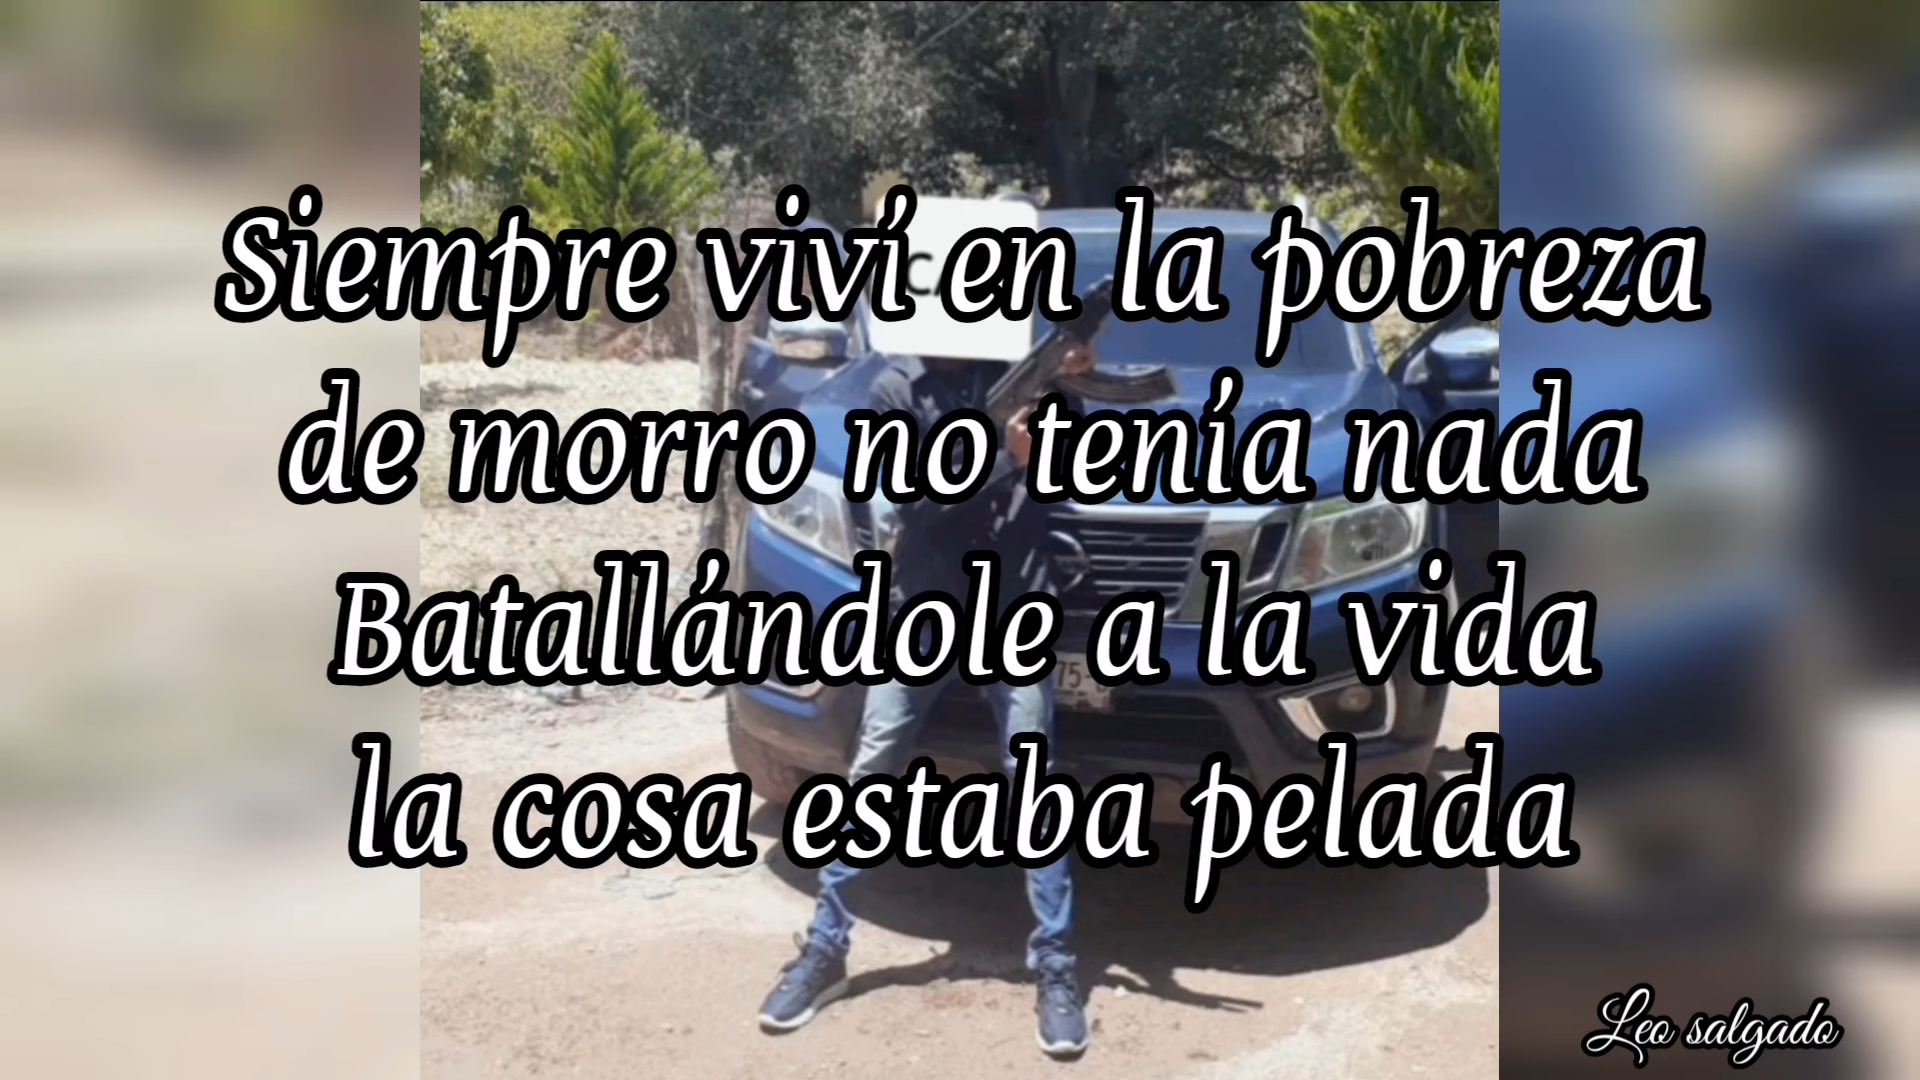 Siempre viví en la pobreza
de morro no tenía nada
Batallándole a la vida
la cosa estaba pelada
Leo salgado